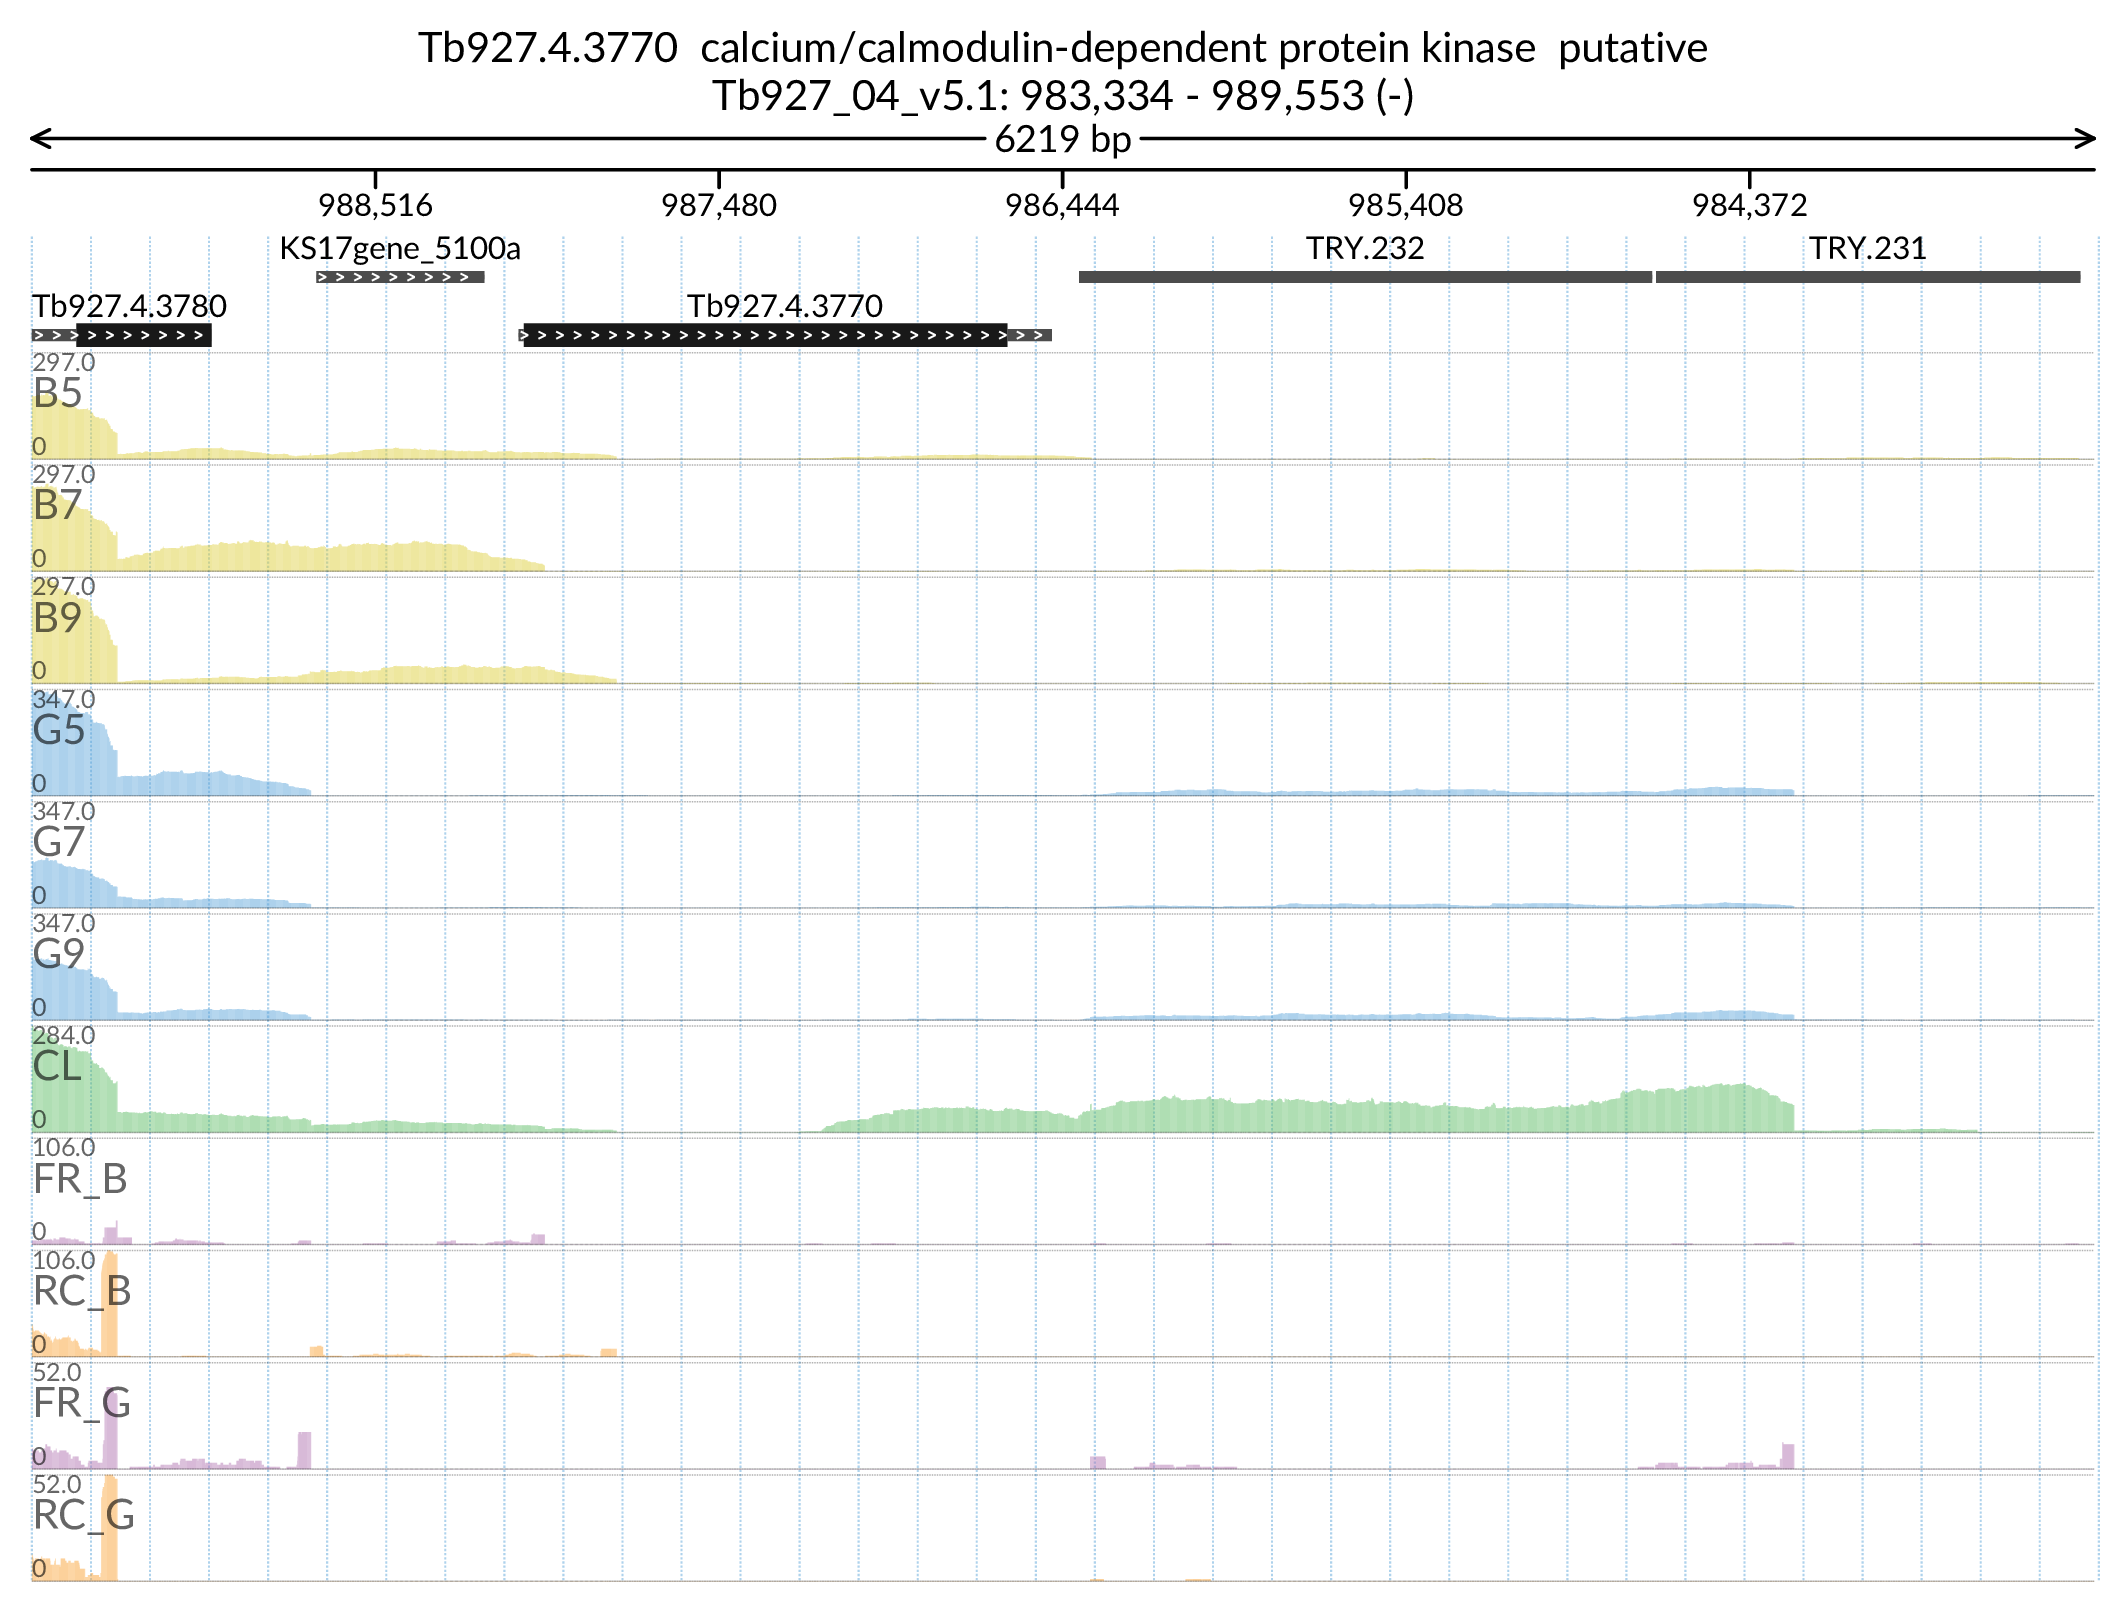 Tb927.4.3770 calcium/calmodulin-dependent protein kinase putative
Tb927_04_v5.1: 983,334 - 989,553 (-)
6219 bp
988,516 987,480 986,444 985,408 984,372
KS17gene_5100a TRY.232 TRY.231
Tb927.4.3780 Tb927.4.3770
297.0
B5
0
297.0
B7
0
297.0
B9
0
347.0
G5
0
347.0
G7
0
347.0
G9
0
284.0
CL
0
106.0
FR_B
0
106.0
RC_B
0
52.0
FR_G
0
52.0
RC_G
0